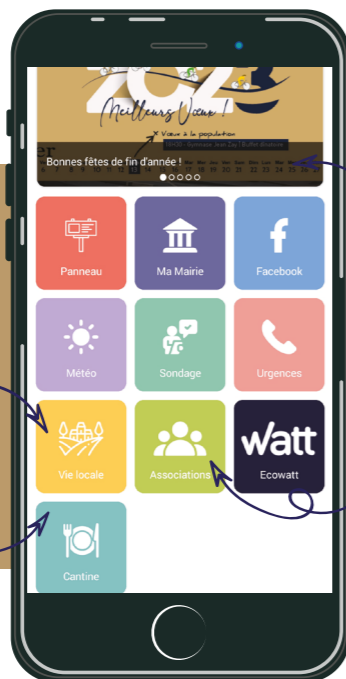 2023
Meilleurs Vœux !
Vœux à la population
Bonnes fêtes de fin d'année !
Panneau
Ma Mairie
f
Facebook
Météo
Sondage
Urgences
Vie locale
Associations
Watt
Ecowatt
Cantine